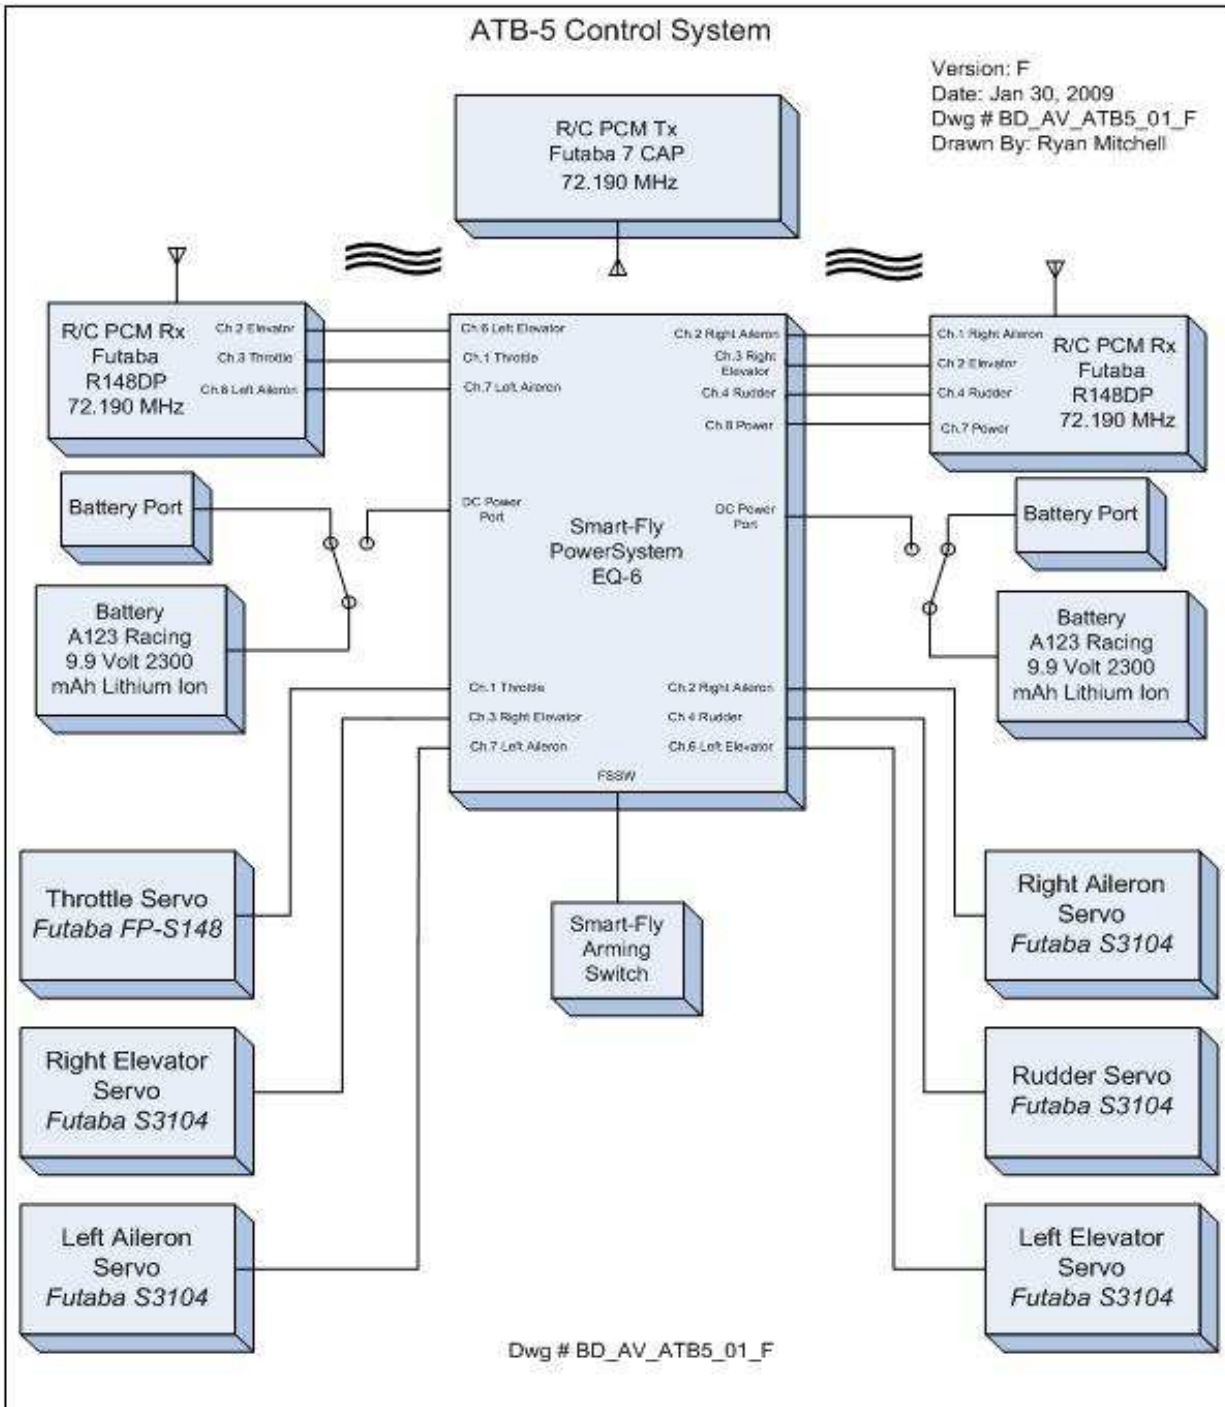 ATB-5 Control System
Version: F
Date: Jan 30, 2009
Dwg # BD_AV_ATB5_01_F
Drawn By: Ryan Mitchell
R/C PCM Tx
Futaba 7 CAP
72.190 MHz
R/C PCM Rx
Futaba
R148DP
72.190 MHz
Ch.2 Elevator
Ch.3 Throttle
Ch.8 Left Aileron
Ch.6 Left Elevator
Ch.1 Throttle
Ch.7 Left Aileron
Ch.2 Right Aileron
Ch.3 Right
Elevator
Ch.4 Rudder
Ch.8 Power
Ch.1 Right Aileron
Ch.2 Elevator
Ch.4 Rudder
Ch.7 Power
R/C PCM Rx
Futaba
R148DP
72.190 MHz
Battery Port
DC Power
Port
Smart-Fly
PowerSystem
EQ-6
DC Power
Port
Battery Port
Battery
A123 Racing
9.9 Volt 2300
mAh Lithium Ion
Battery
A123 Racing
9.9 Volt 2300
mAh Lithium Ion
Ch.1 Throttle
Ch.3 Right Elevator
Ch.7 Left Aileron
Ch.2 Right Aileron
Ch.4 Rudder
Ch.6 Left Elevator
FSSW
Throttle Servo
Futaba FP-S148
Smart-Fly
Arming
Switch
Right Aileron
Servo
Futaba S3104
Right Elevator
Servo
Futaba S3104
Rudder Servo
Futaba S3104
Left Aileron
Servo
Futaba S3104
Left Elevator
Servo
Futaba S3104
Dwg # BD_AV_ATB5_01_F